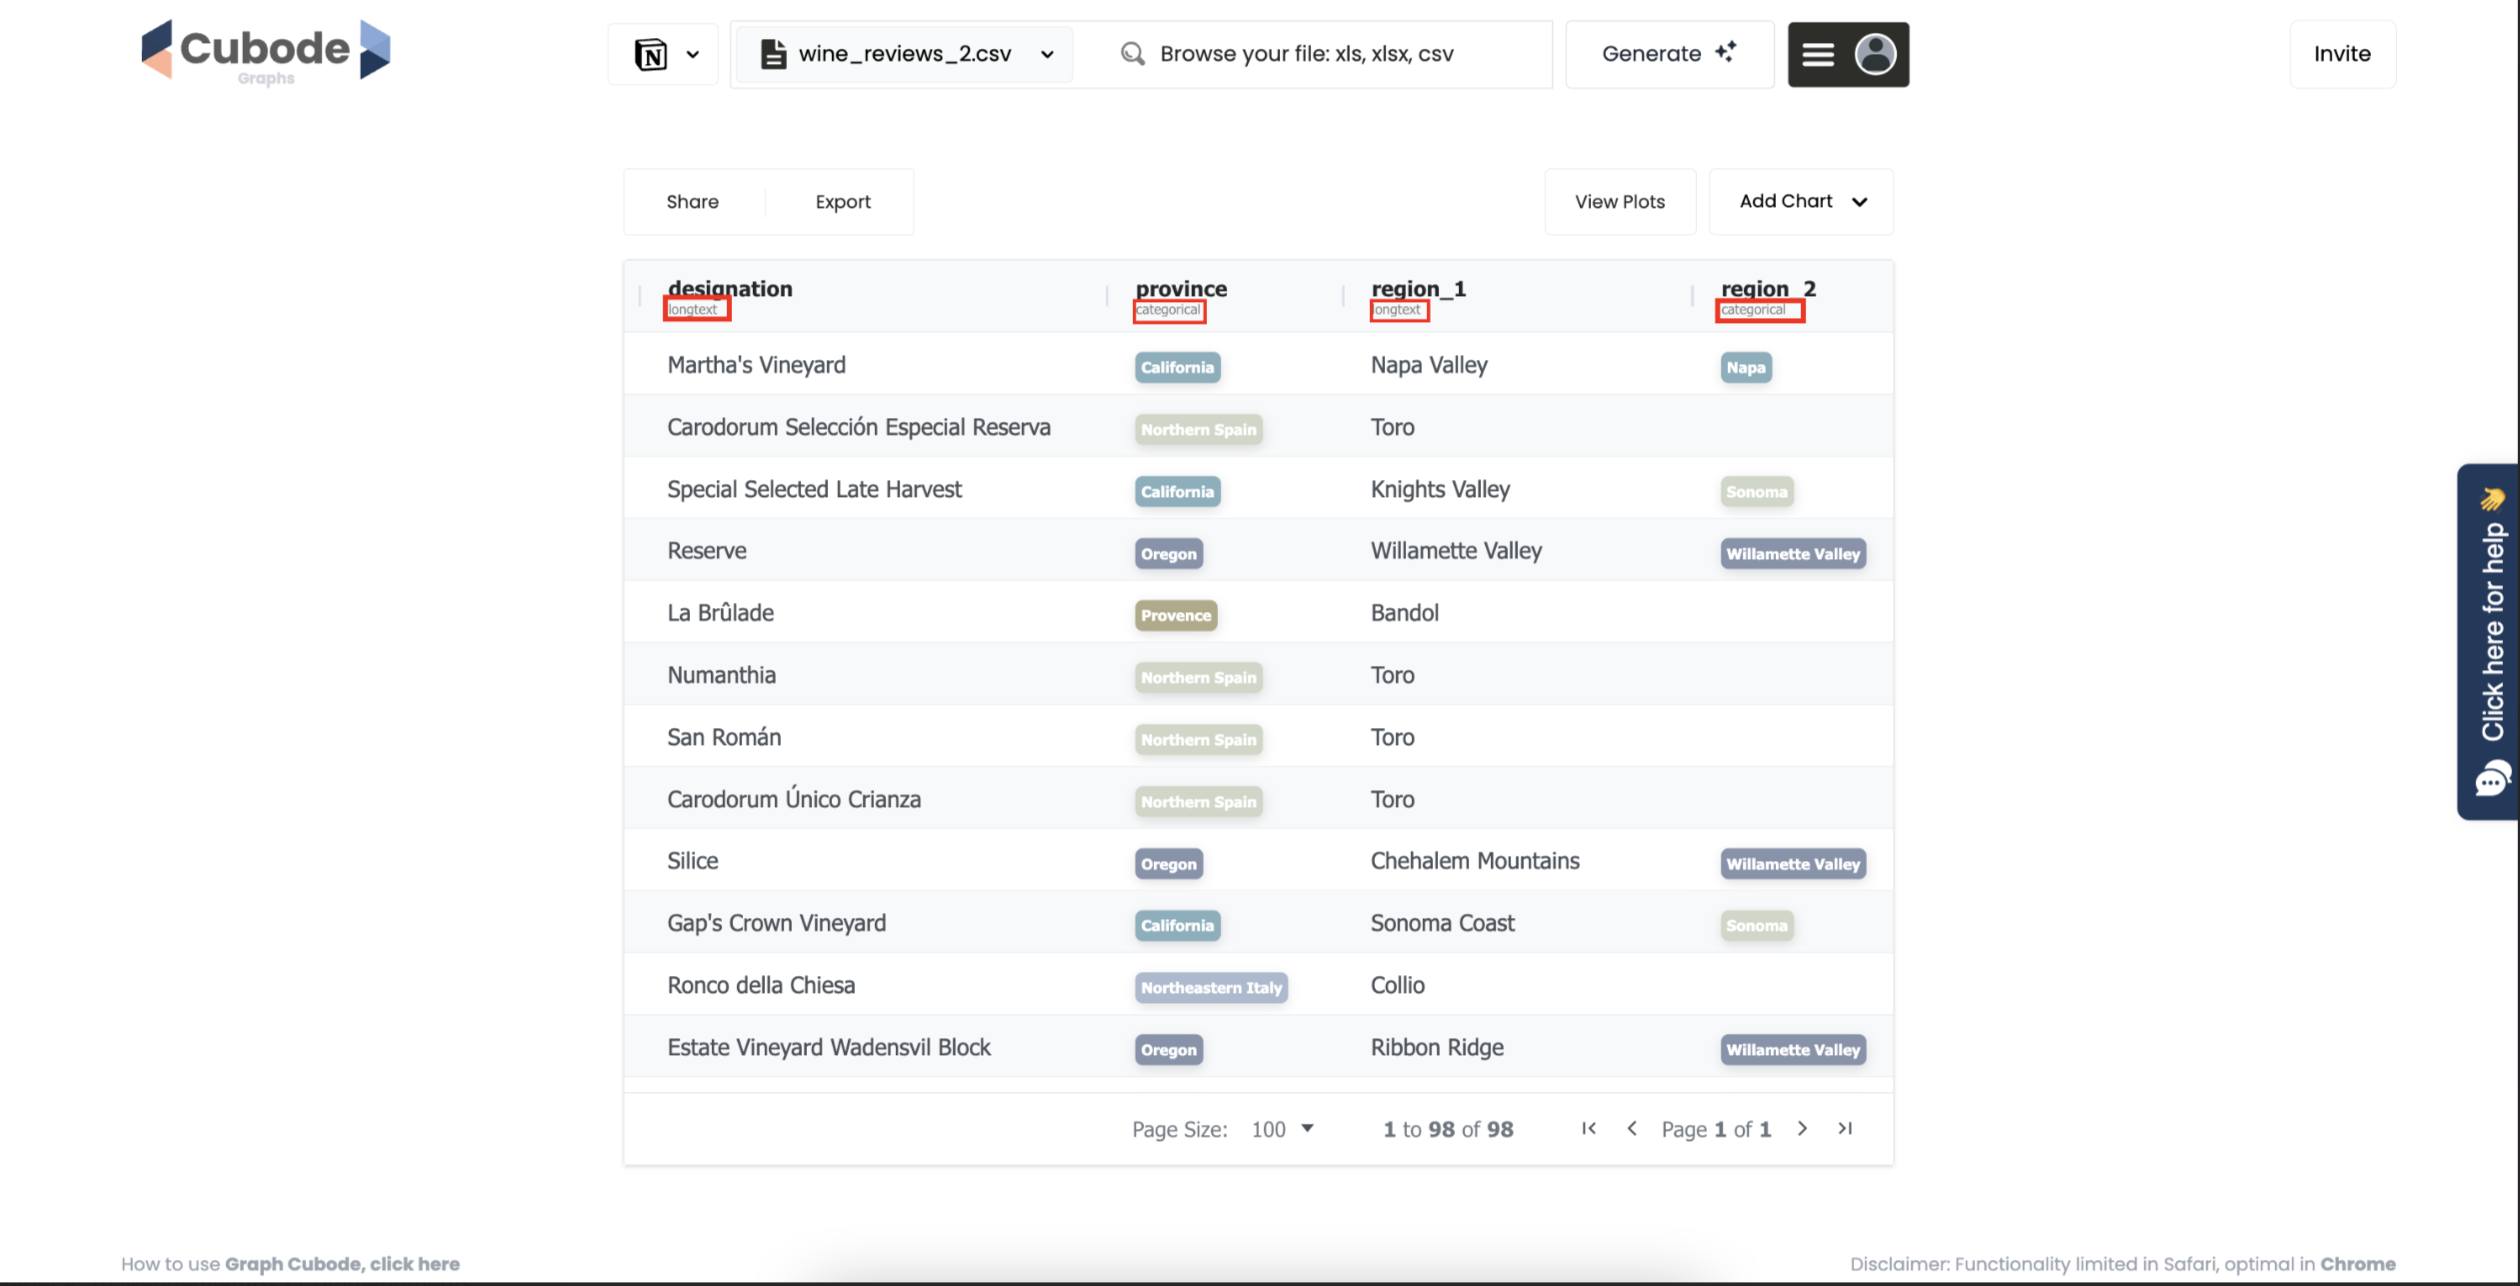 Cubode
Graphs
wine_reviews_2.csv
Browse your file: xls, xlsx, csv
Generate
Invite
Share
Export
View Plots
Add Chart
designation province region_1 region_2
longtext categorical longtext categorical
Martha's Vineyard California Napa Valley Napa
Carodorum Selección Especial Reserva Northern Spain Toro
Special Selected Late Harvest California Knights Valley Sonoma
Reserve Oregon Willamette Valley Willamette Valley
La Brûlade Provence Bandol
Numanthia Northern Spain Toro
San Román Northern Spain Toro
Carodorum Único Crianza Northern Spain Toro
Silice Oregon Chehalem Mountains Willamette Valley
Gap's Crown Vineyard California Sonoma Coast Sonoma
Ronco della Chiesa Northeastern Italy Collio
Estate Vineyard Wadensvil Block Oregon Ribbon Ridge Willamette Valley
Page Size: 100 1 to 98 of 98 Page 1 of 1
Click here for help
How to use Graph Cubode, click here
Disclaimer: Functionality limited in Safari, optimal in Chrome